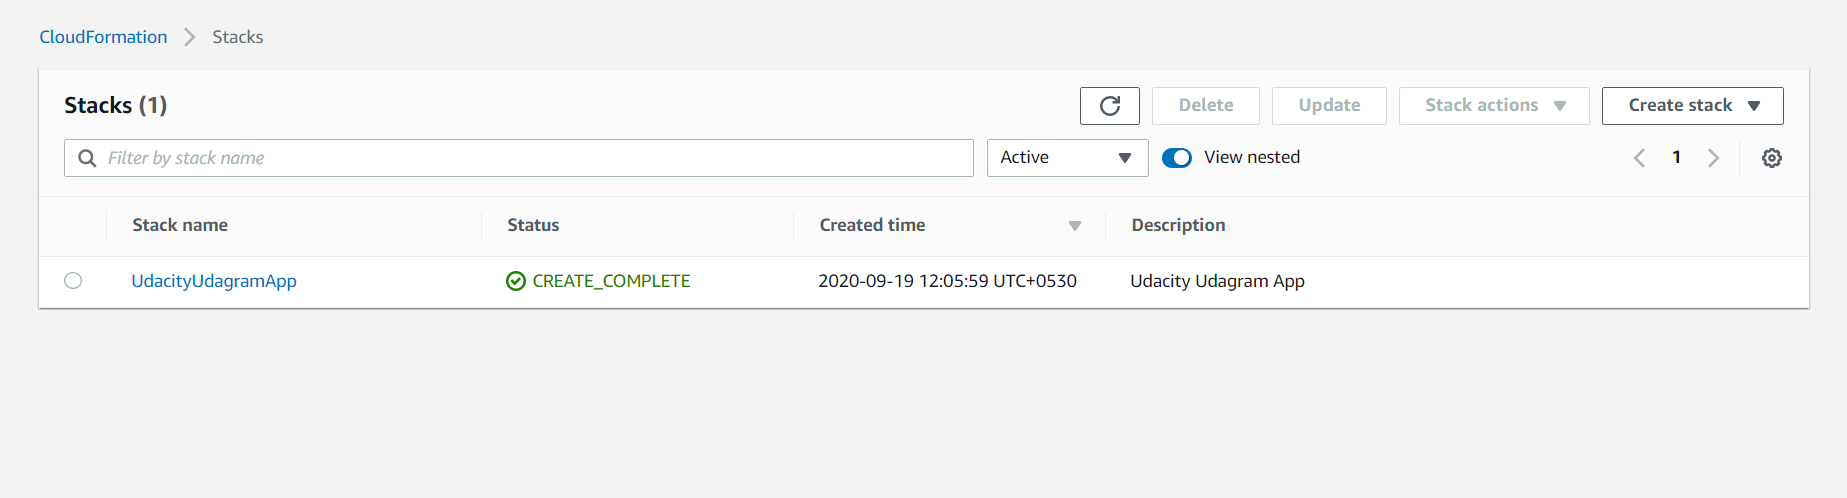 CloudFormation Stacks
Stacks (1) Delete Update Stack actions Create stack
Filter by stack name Active View nested 1
Stack name Status Created time Description
UdacityUdagramApp CREATE_COMPLETE 2020-09-19 12:05:59 UTC+0530 Udacity Udagram App